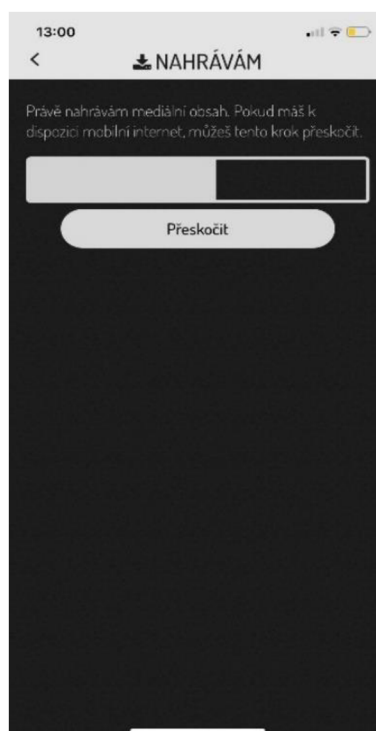 13:00
NAHRÁVÁM
Právě nahrávám mediální obsah. Pokud máš k
dispozici mobilní internet, můžeš tento krok přeskočit.
Přeskočit